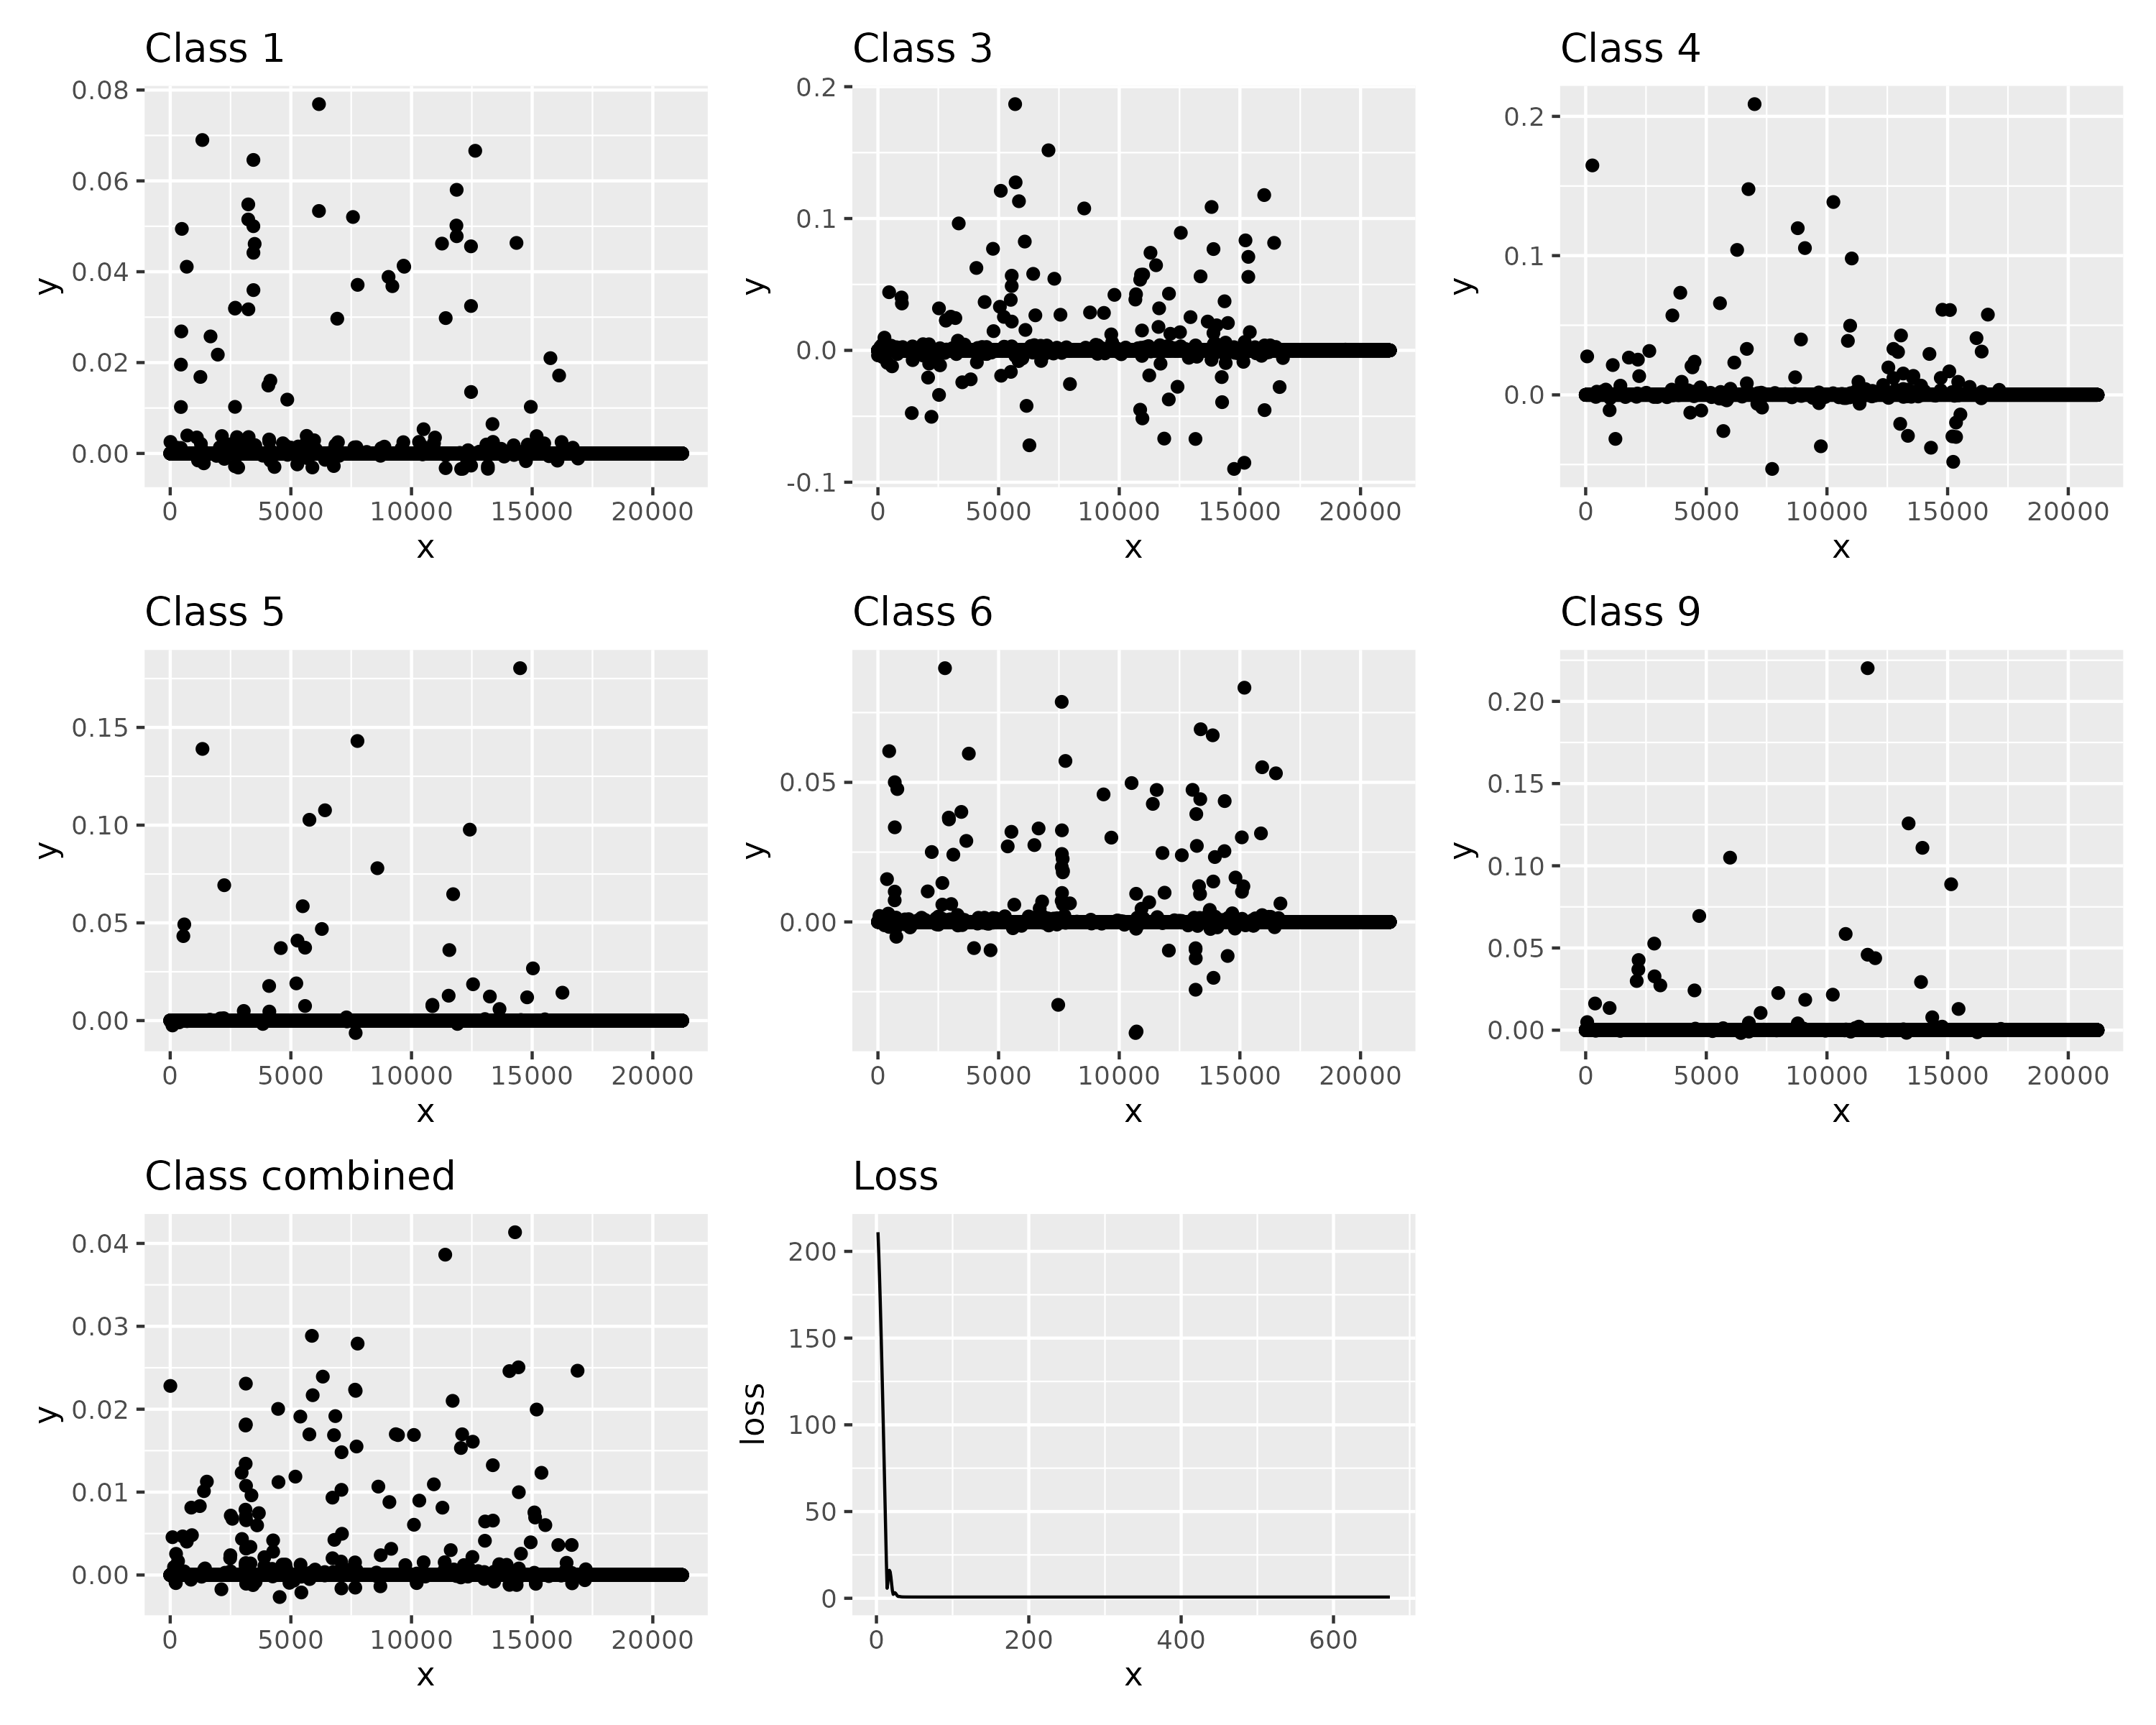 Class 1
0.08
0.06
0.04
0.02
0.00
y
0 5000 10000 15000 20000
x
Class 3
0.2
0.1
0.0
-0.1
y
0 5000 10000 15000 20000
x
Class 4
0.2
0.1
0.0
y
0 5000 10000 15000 20000
x
Class 5
0.15
0.10
0.05
0.00
y
0 5000 10000 15000 20000
x
Class 6
0.05
0.00
y
0 5000 10000 15000 20000
x
Class 9
0.20
0.15
0.10
0.05
0.00
y
0 5000 10000 15000 20000
x
Class combined
0.04
0.03
0.02
0.01
0.00
y
0 5000 10000 15000 20000
x
Loss
200
150
100
50
0
loss
0 200 400 600
x